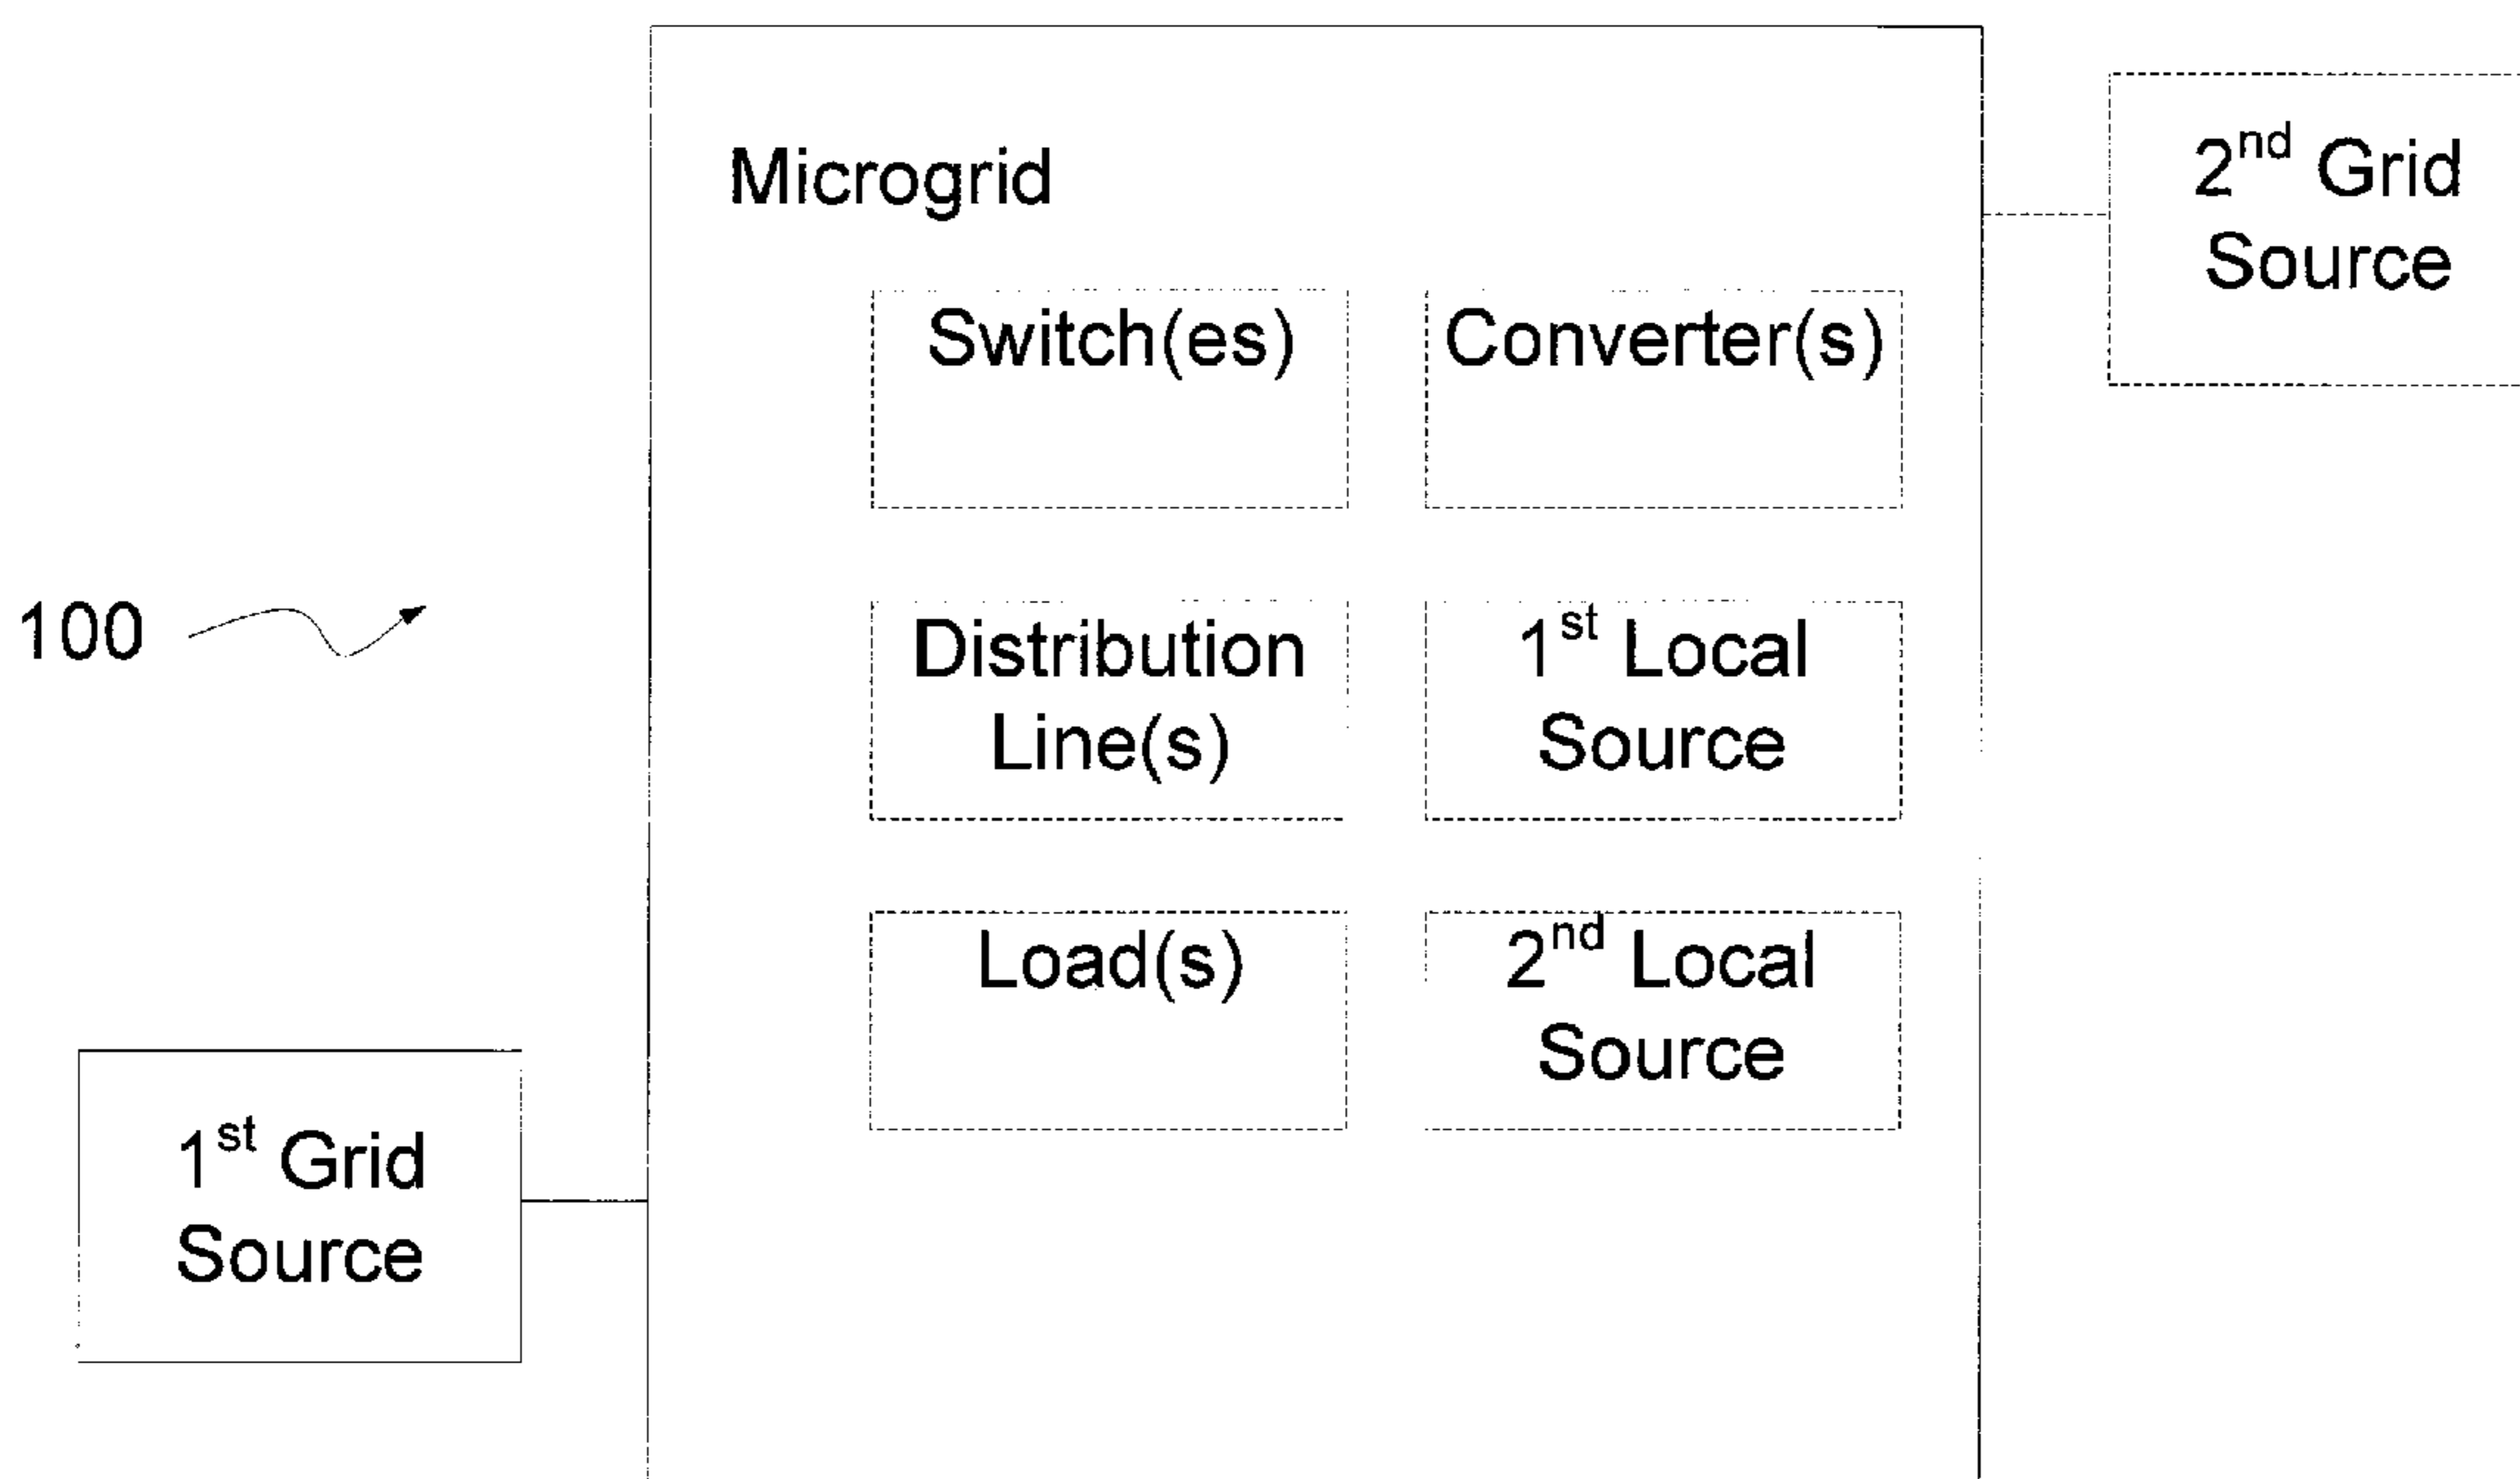 Microgrid
2nd Grid
Source
Switch(es)
Converter(s)
100
Distribution
Line(s)
1st Local
Source
Load(s)
2nd Local
Source
1st Grid
Source